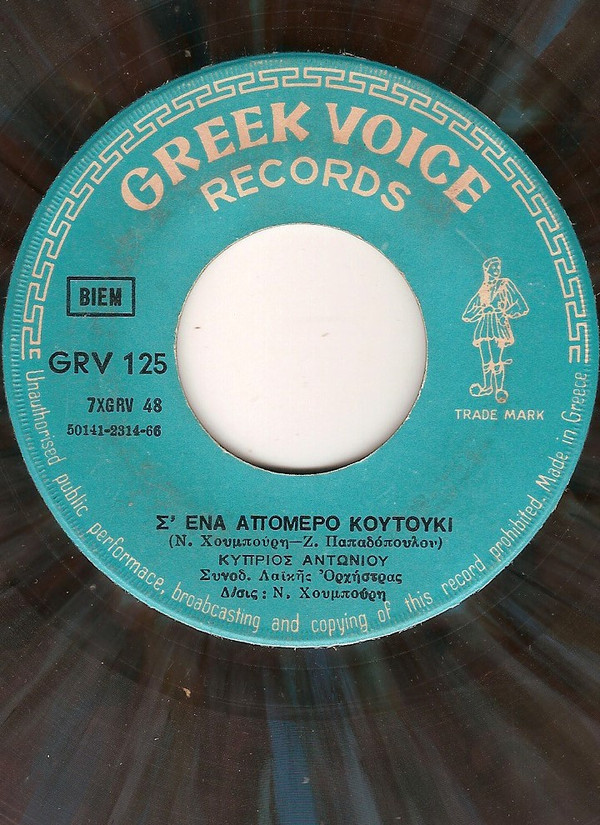 GREEK VOICE
RECORDS
BIEM
GRV 125
7XGRV 48
50141-2314-66
TRADE MARK
Σ' ΕΝΑ ΑΠΟΜΕΡΟ ΚΟΥΤΟΥΚΙ
(Ν. Χουμπούρη—Ζ. Παπαδόπουλου)
ΚΥΠΡΙΟΣ ΑΝΤΩΝΙΟΥ
Συνοδ. Λαϊκῆς Ὀρχήστρας
Δ/σις: Ν. Χουμπούρη
Unauthorised public performace, broadcasting and copying of this record prohibited. Made in Greece.